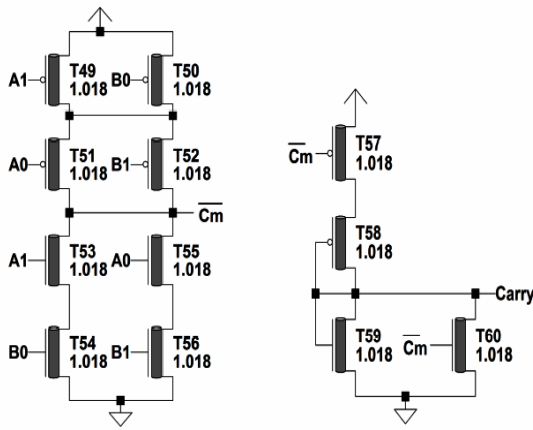 A1 T49 1.018
B0 T50 1.018
A0 T51 1.018
B1 T52 1.018
Cm
A1 T53 1.018
A0 T55 1.018
B0 T54 1.018
B1 T56 1.018
Cm T57 1.018
T58 1.018
Carry
T59 1.018
Cm T60 1.018